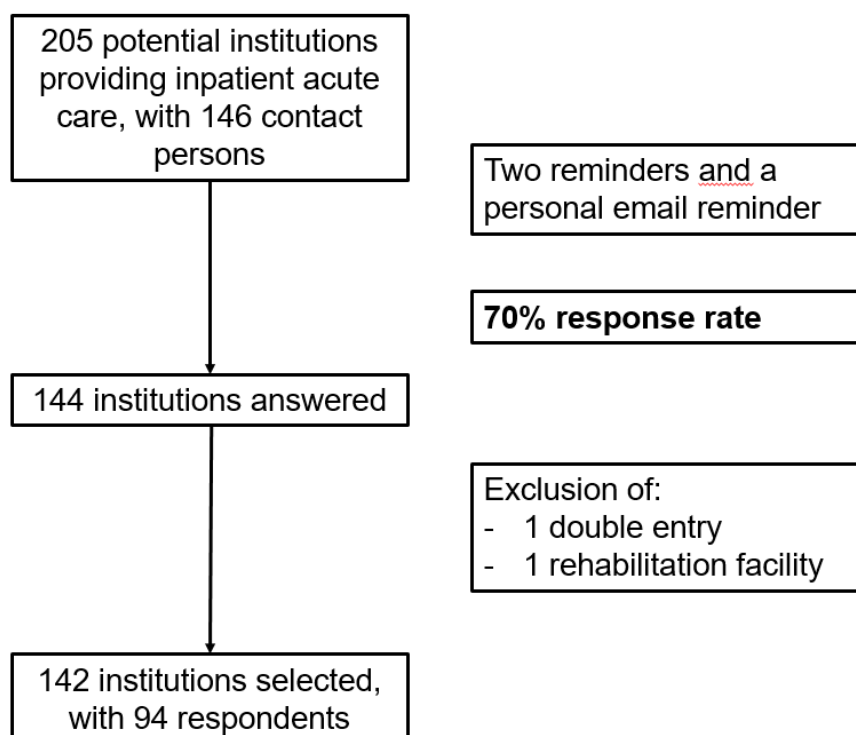 205 potential institutions
providing inpatient acute
care, with 146 contact
persons
Two reminders and a
personal email reminder
70% response rate
144 institutions answered
Exclusion of:
- 1 double entry
- 1 rehabilitation facility
142 institutions selected,
with 94 respondents